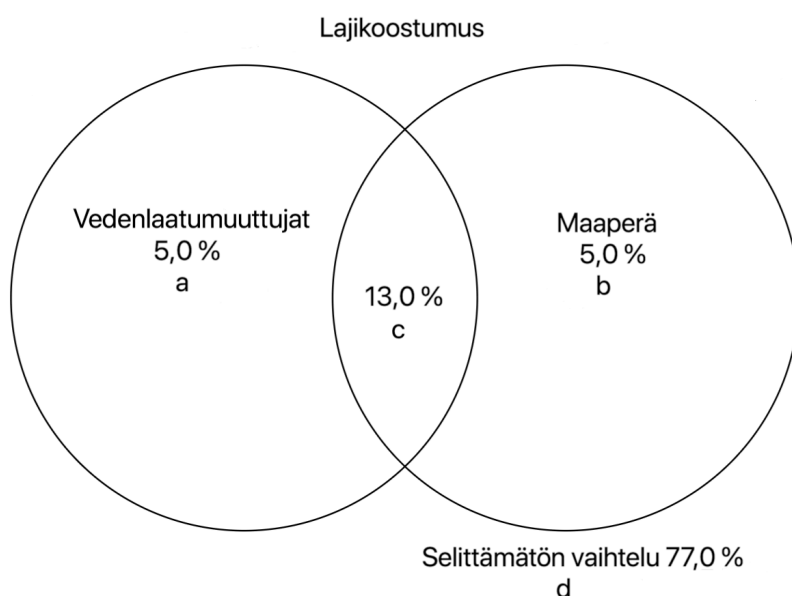 Lajikoostumus
Vedenlaatumuuttujat
5,0 %
a
Maaperä
5,0 %
b
13,0 %
c
Selittämätön vaihtelu 77,0 %
d